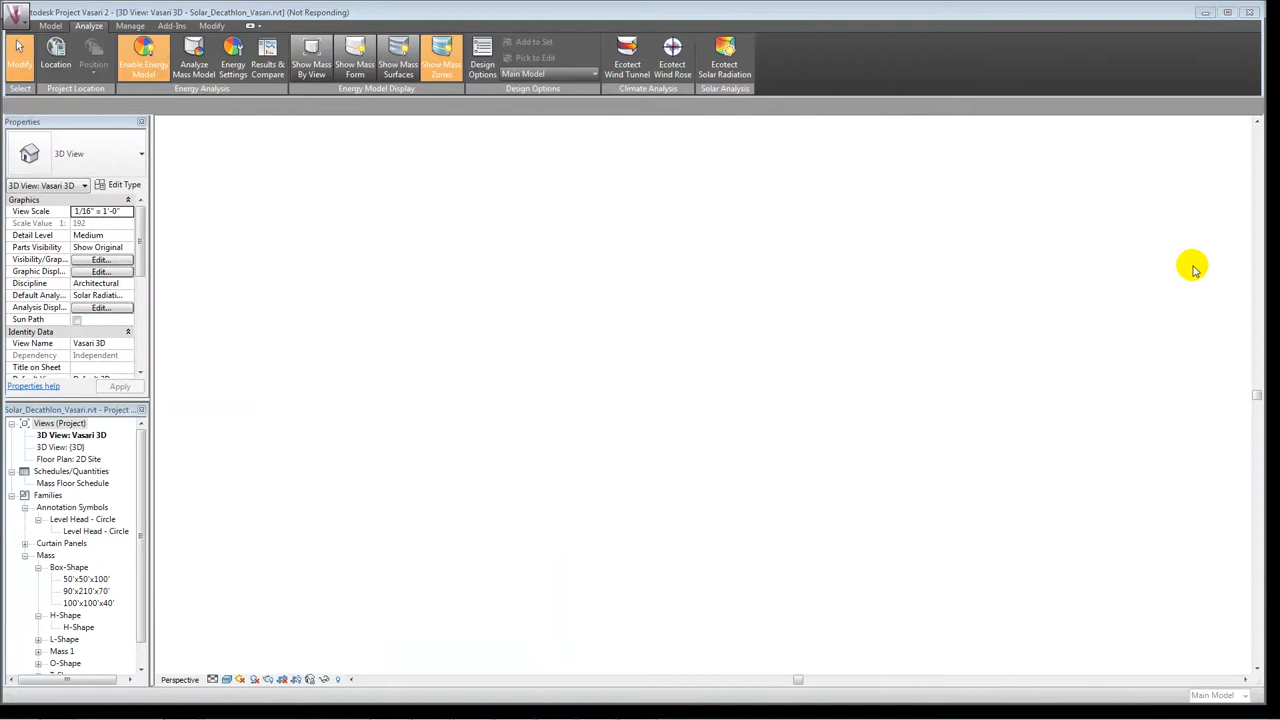 Autodesk Project Vasari 2 - [3D View: Vasari 3D - Solar_Decathlon_Vasari.rvt] (Not Responding)
Model Analyze Manage Add-Ins Modify
Modify
Location
Position
Enable Energy Model
Analyze Mass Model
Energy Settings
Results & Compare
Show Mass By View
Show Mass Form
Show Mass Surfaces
Show Mass Zones
Design Options
Add to Set
Pick to Edit
Main Model
Ecotect Wind Tunnel
Ecotect Wind Rose
Ecotect Solar Radiation
Select Project Location Energy Analysis Energy Model Display Design Options Climate Analysis Solar Analysis
Properties
3D View
3D View: Vasari 3D Edit Type
Graphics
View Scale 1/16" = 1'-0"
Scale Value 1: 192
Detail Level Medium
Parts Visibility Show Original
Visibility/Grap... Edit...
Graphic Displ... Edit...
Discipline Architectural
Default Analy... Solar Radiati...
Analysis Displ... Edit...
Sun Path
Identity Data
View Name Vasari 3D
Dependency Independent
Title on Sheet
Properties help Apply
Solar_Decathlon_Vasari.rvt - Project ...
Views (Project)
3D View: Vasari 3D
3D View: {3D}
Floor Plan: 2D Site
Schedules/Quantities
Mass Floor Schedule
Families
Annotation Symbols
Level Head - Circle
Level Head - Circle
Curtain Panels
Mass
Box-Shape
50'x50'x100'
90'x210'x70'
100'x100'x40'
H-Shape
H-Shape
L-Shape
Mass 1
O-Shape
Perspective
Main Model